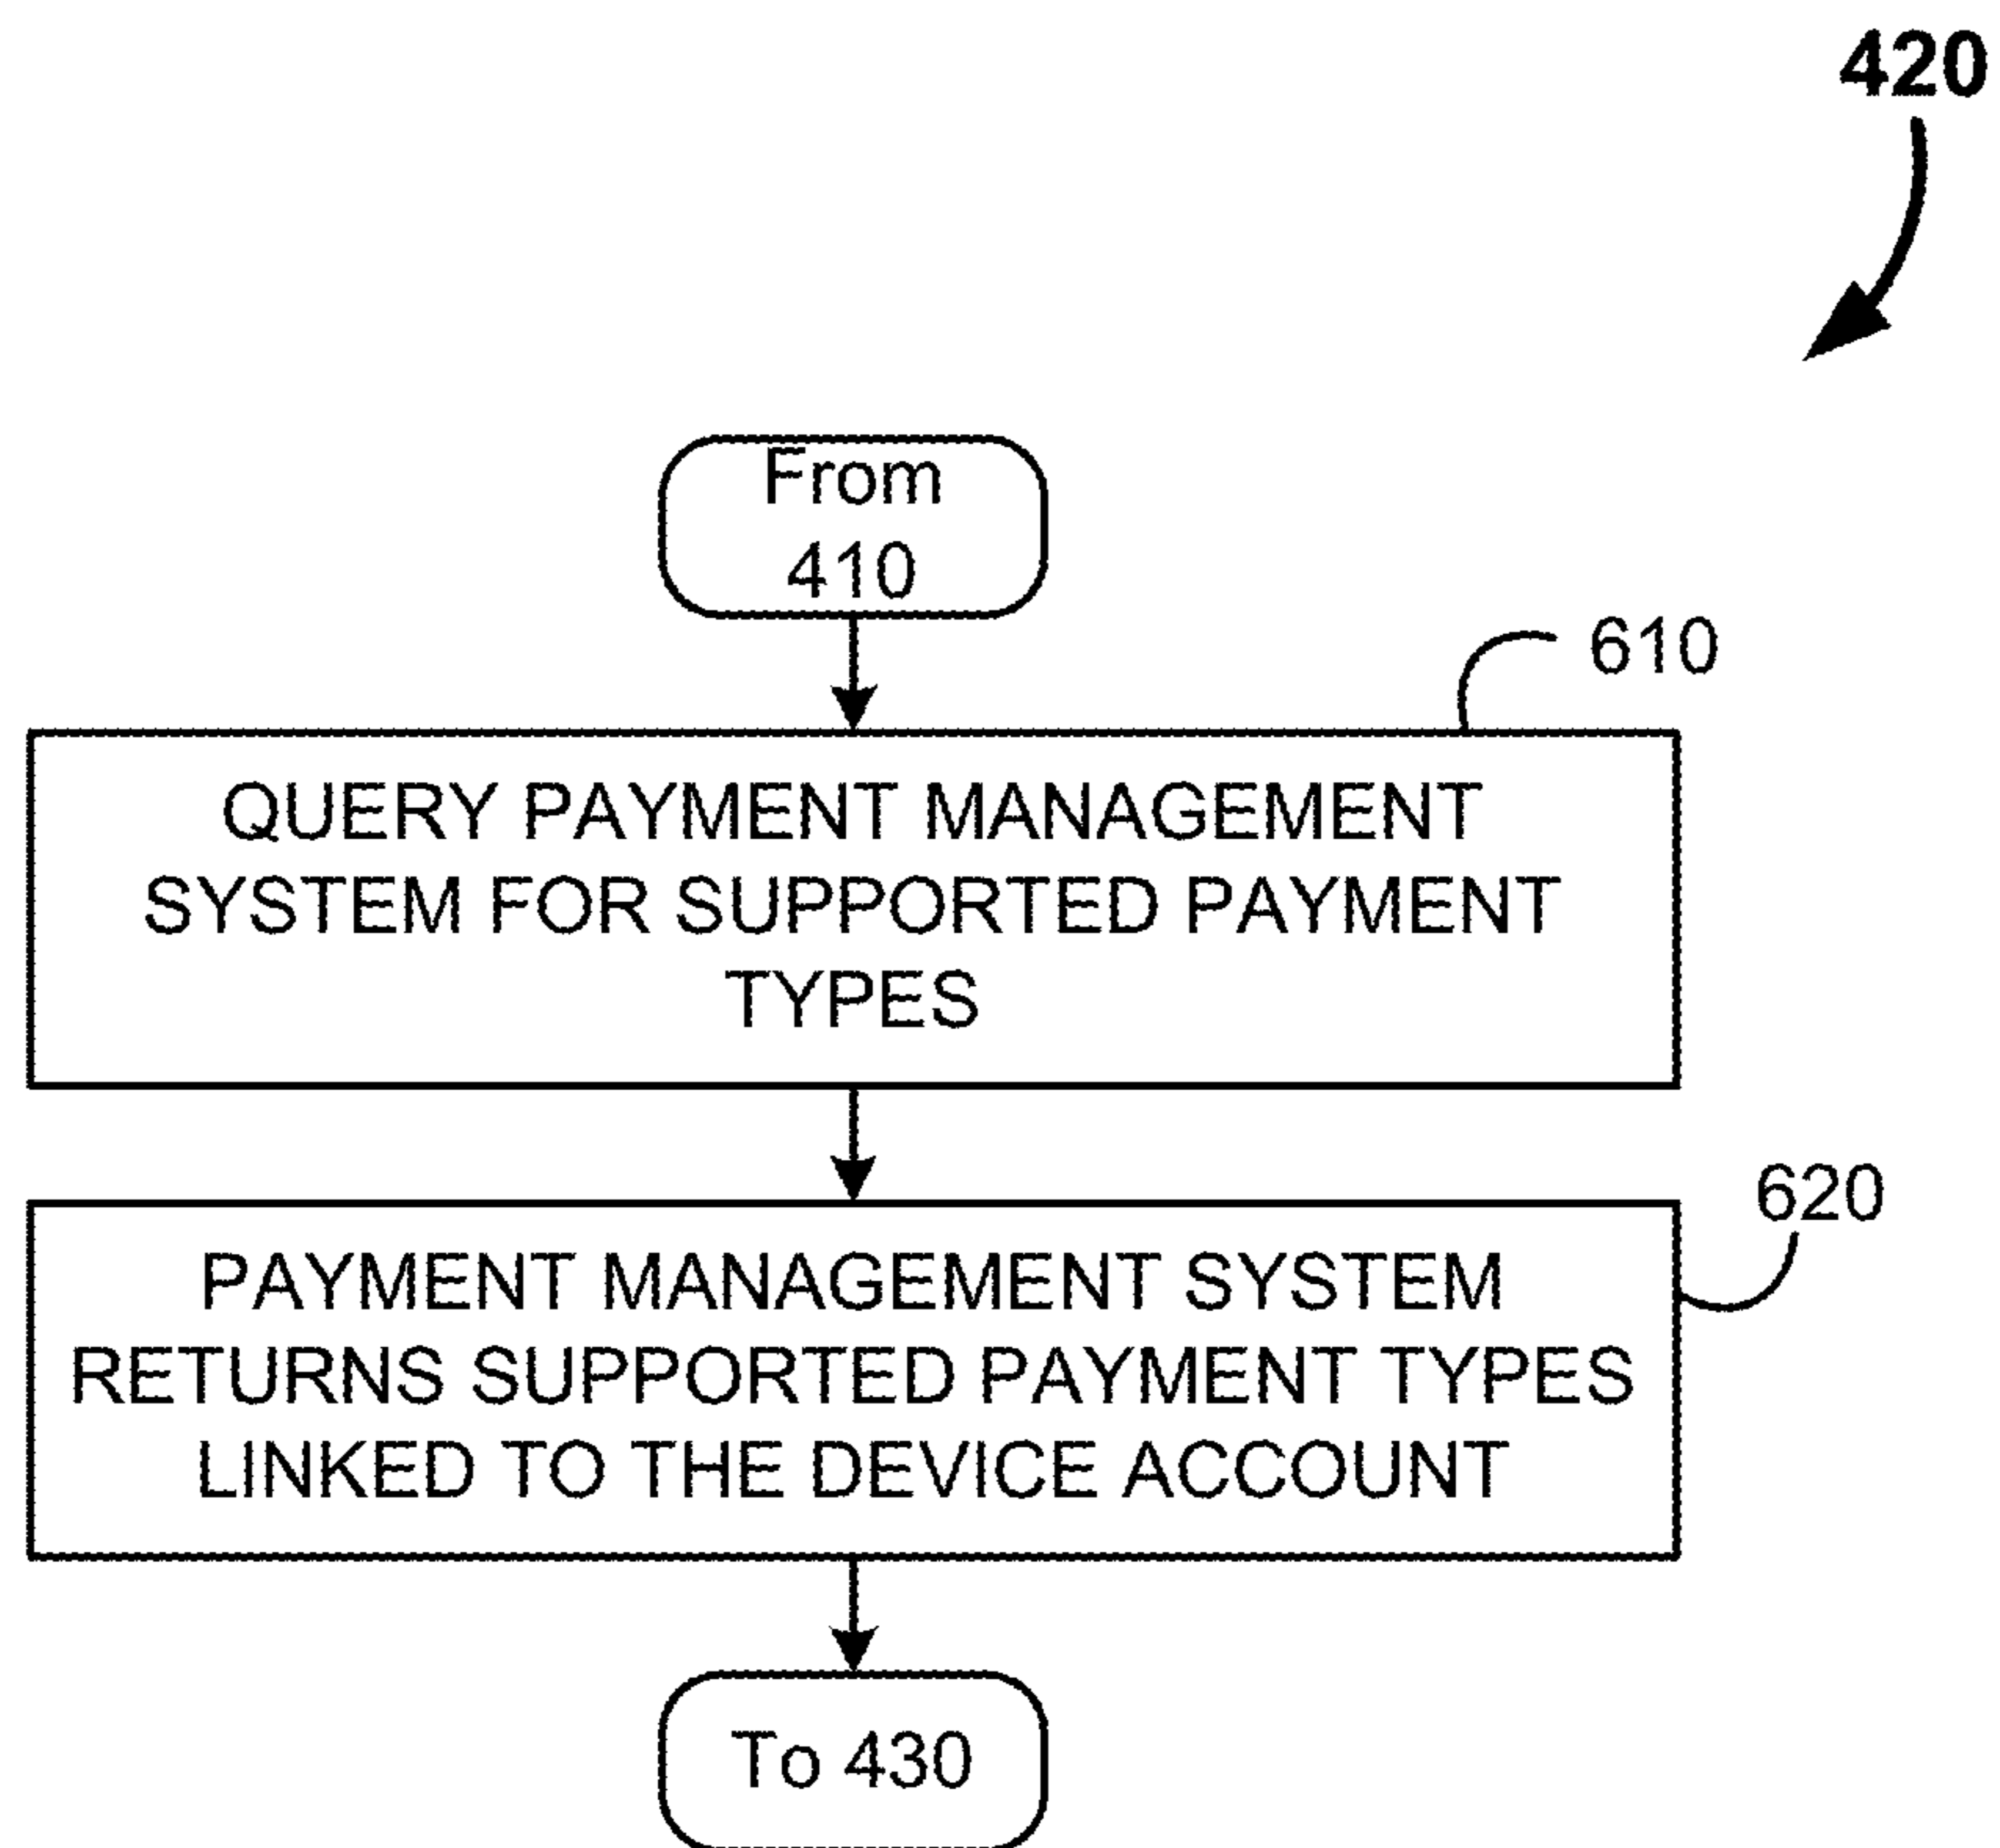 420
From
410
610
QUERY PAYMENT MANAGEMENT
SYSTEM FOR SUPPORTED PAYMENT
TYPES
620
PAYMENT MANAGEMENT SYSTEM
RETURNS SUPPORTED PAYMENT TYPES
LINKED TO THE DEVICE ACCOUNT
To 430